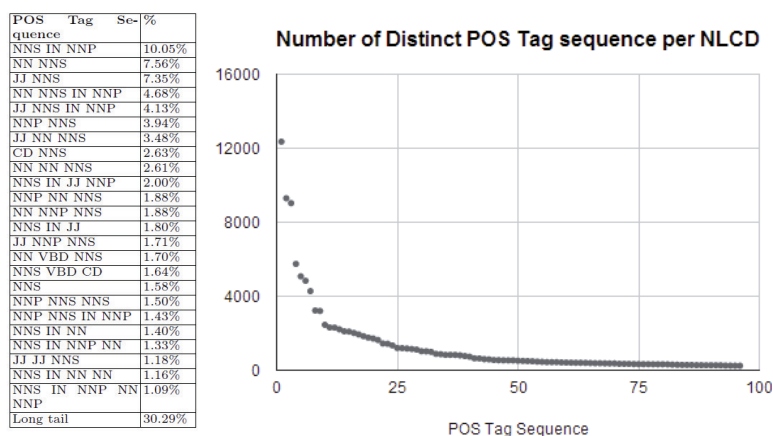 POS Tag Se- %
quence
NNS IN NNP 10.05%
NN NNS 7.56%
JJ NNS 7.35%
NN NNS IN NNP 4.68%
JJ NNS IN NNP 4.13%
NNP NNS 3.94%
JJ NN NNS 3.48%
CD NNS 2.63%
NN NN NNS 2.61%
NNS IN JJ NNP 2.00%
NNP NN NNS 1.88%
NN NNP NNS 1.88%
NNS IN JJ 1.80%
JJ NNP NNS 1.71%
NN VBD NNS 1.70%
NNS VBD CD 1.64%
NNS 1.58%
NNP NNS NNS 1.50%
NNP NNS IN NNP 1.43%
NNS IN NN 1.40%
NNS IN NNP NN 1.33%
JJ JJ NNS 1.18%
NNS IN NN NN 1.16%
NNS IN NNP NN 1.09%
NNP
Long tail 30.29%
Number of Distinct POS Tag sequence per NLCD
16000
12000
8000
4000
0
0 25 50 75 100
POS Tag Sequence